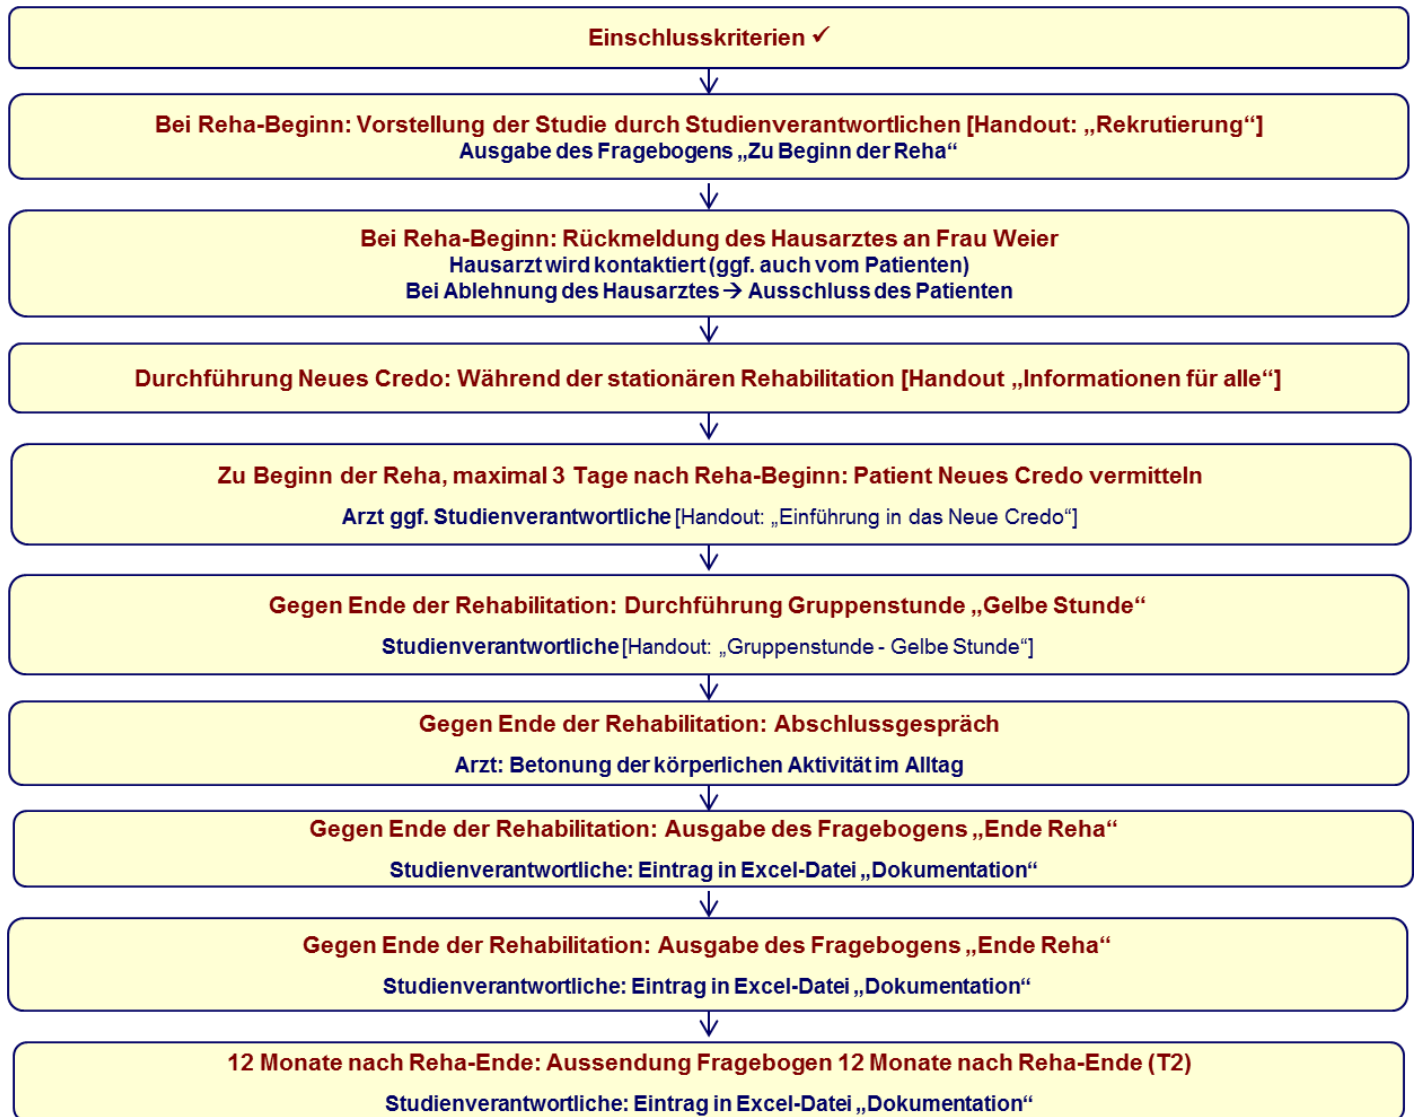 Einschlusskriterien ✓
Bei Reha-Beginn: Vorstellung der Studie durch Studienverantwortlichen [Handout: „Rekrutierung“]
Ausgabe des Fragebogens „Zu Beginn der Reha“
Bei Reha-Beginn: Rückmeldung des Hausarztes an Frau Weier
Hausarzt wird kontaktiert (ggf. auch vom Patienten)
Bei Ablehnung des Hausarztes → Ausschluss des Patienten
Durchführung Neues Credo: Während der stationären Rehabilitation [Handout „Informationen für alle“]
Zu Beginn der Reha, maximal 3 Tage nach Reha-Beginn: Patient Neues Credo vermitteln
Arzt ggf. Studienverantwortliche [Handout: „Einführung in das Neue Credo“]
Gegen Ende der Rehabilitation: Durchführung Gruppenstunde „Gelbe Stunde“
Studienverantwortliche [Handout: „Gruppenstunde - Gelbe Stunde“]
Gegen Ende der Rehabilitation: Abschlussgespräch
Arzt: Betonung der körperlichen Aktivität im Alltag
Gegen Ende der Rehabilitation: Ausgabe des Fragebogens „Ende Reha“
Studienverantwortliche: Eintrag in Excel-Datei „Dokumentation“
Gegen Ende der Rehabilitation: Ausgabe des Fragebogens „Ende Reha“
Studienverantwortliche: Eintrag in Excel-Datei „Dokumentation“
12 Monate nach Reha-Ende: Aussendung Fragebogen 12 Monate nach Reha-Ende (T2)
Studienverantwortliche: Eintrag in Excel-Datei „Dokumentation“